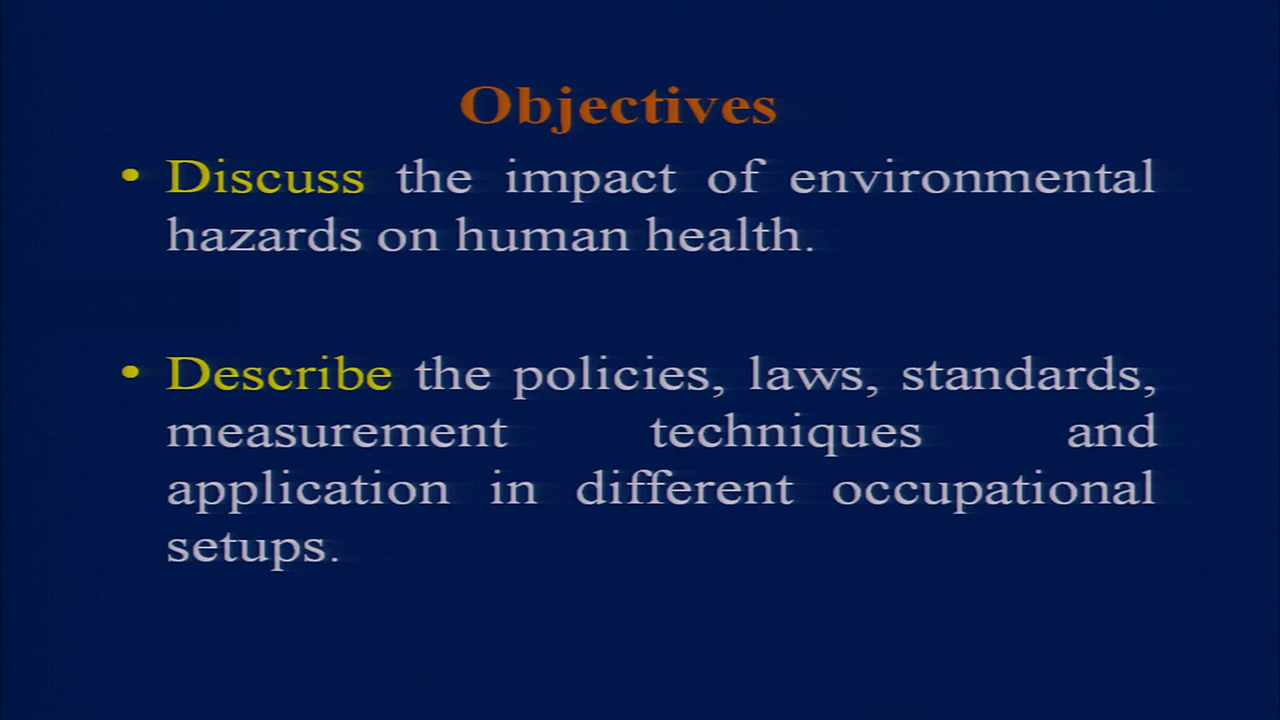 Objectives
• Discuss the impact of environmental
hazards on human health.
• Describe the policies, laws, standards,
measurement techniques and
application in different occupational
setups.